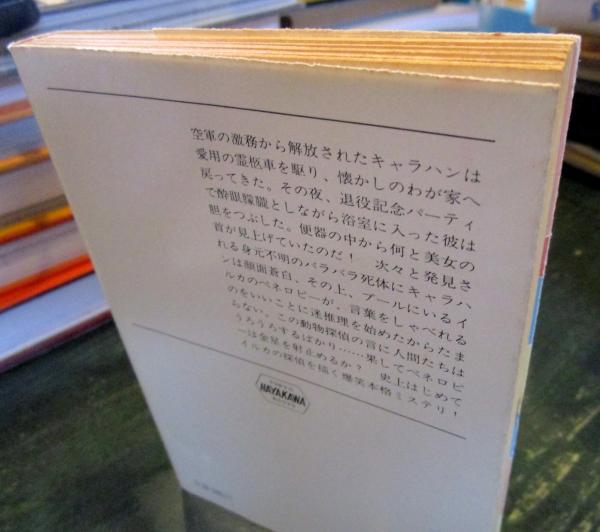 空軍の激務から解放されたキャラハンは
愛用の霊柩車を駆り、懐かしのわが家へ
戻ってきた。その夜、退役記念パーティ
で酔眼朦朧としながら浴室に入った彼は
胆をつぶした。便器の中から何と美女の
首が見上げていたのだ！　次々と発見さ
れる身元不明のバラバラ死体にキャラハ
ンは顔面蒼白、その上、プールにいるイ
ルカのペネロピーが、言葉をしゃべれる
のをいいことに迷推理を始めたからたま
らない。この動物探偵の言に人間たちは
うろうろするばかり……果してペネロピ
ーは金星を射止めるか？　史上はじめて
イルカの探偵を描く爆笑本格ミステリ！
HAYAKAWA